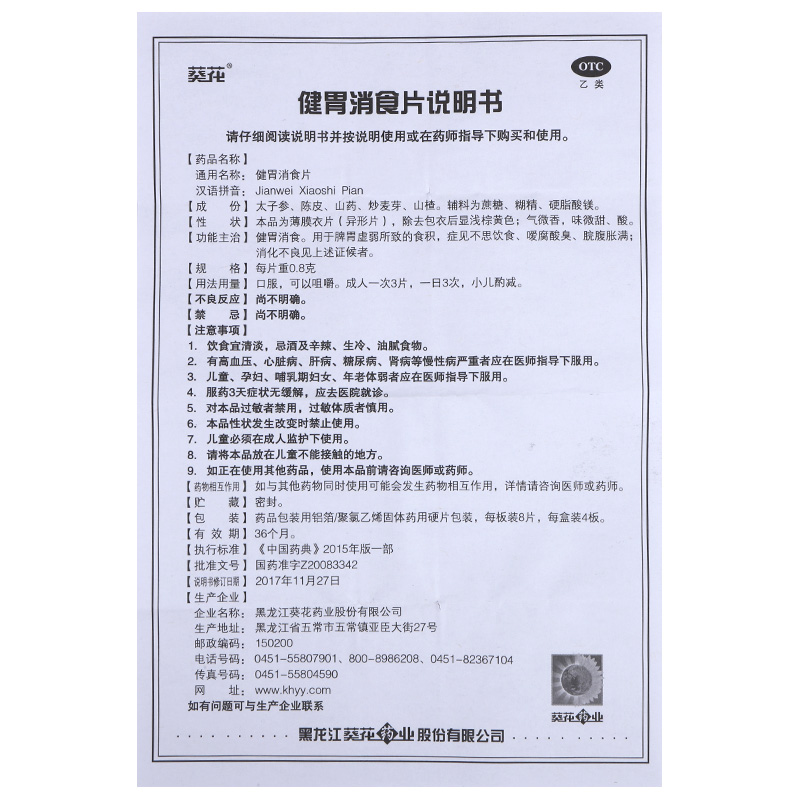 葵花®
OTC
乙类
健胃消食片说明书
请仔细阅读说明书并按说明使用或在药师指导下购买和使用。
【药品名称】
通用名称：健胃消食片
汉语拼音：Jianwei Xiaoshi Pian
【成　　份】太子参、陈皮、山药、炒麦芽、山楂。辅料为蔗糖、糊精、硬脂酸镁。
【性　　状】本品为薄膜衣片（异形片），除去包衣后显浅棕黄色；气微香，味微甜、酸。
【功能主治】健胃消食。用于脾胃虚弱所致的食积，症见不思饮食、嗳腐酸臭、脘腹胀满；
消化不良见上述证候者。
【规　　格】每片重0.8克
【用法用量】口服，可以咀嚼。成人一次3片，一日3次，小儿酌减。
【不良反应】尚不明确。
【禁　　忌】尚不明确。
【注意事项】
1. 饮食宜清淡，忌酒及辛辣、生冷、油腻食物。
2. 有高血压、心脏病、肝病、糖尿病、肾病等慢性病严重者应在医师指导下服用。
3. 儿童、孕妇、哺乳期妇女、年老体弱者应在医师指导下服用。
4. 服药3天症状无缓解，应去医院就诊。
5. 对本品过敏者禁用，过敏体质者慎用。
6. 本品性状发生改变时禁止使用。
7. 儿童必须在成人监护下使用。
8. 请将本品放在儿童不能接触的地方。
9. 如正在使用其他药品，使用本品前请咨询医师或药师。
【药物相互作用】如与其他药物同时使用可能会发生药物相互作用，详情请咨询医师或药师。
【贮　　藏】密封。
【包　　装】药品包装用铝箔/聚氯乙烯固体药用硬片包装，每板装8片，每盒装4板。
【有 效 期】36个月。
【执行标准】《中国药典》2015年版一部
【批准文号】国药准字Z20083342
【说明书修订日期】2017年11月27日
【生产企业】
企业名称：黑龙江葵花药业股份有限公司
生产地址：黑龙江省五常市五常镇亚臣大街27号
邮政编码：150200
电话号码：0451-55807901、800-8986208、0451-82367104
传真号码：0451-55804590
网　　址：www.khyy.com
如有问题可与生产企业联系
葵花药业
黑龙江葵花药业股份有限公司